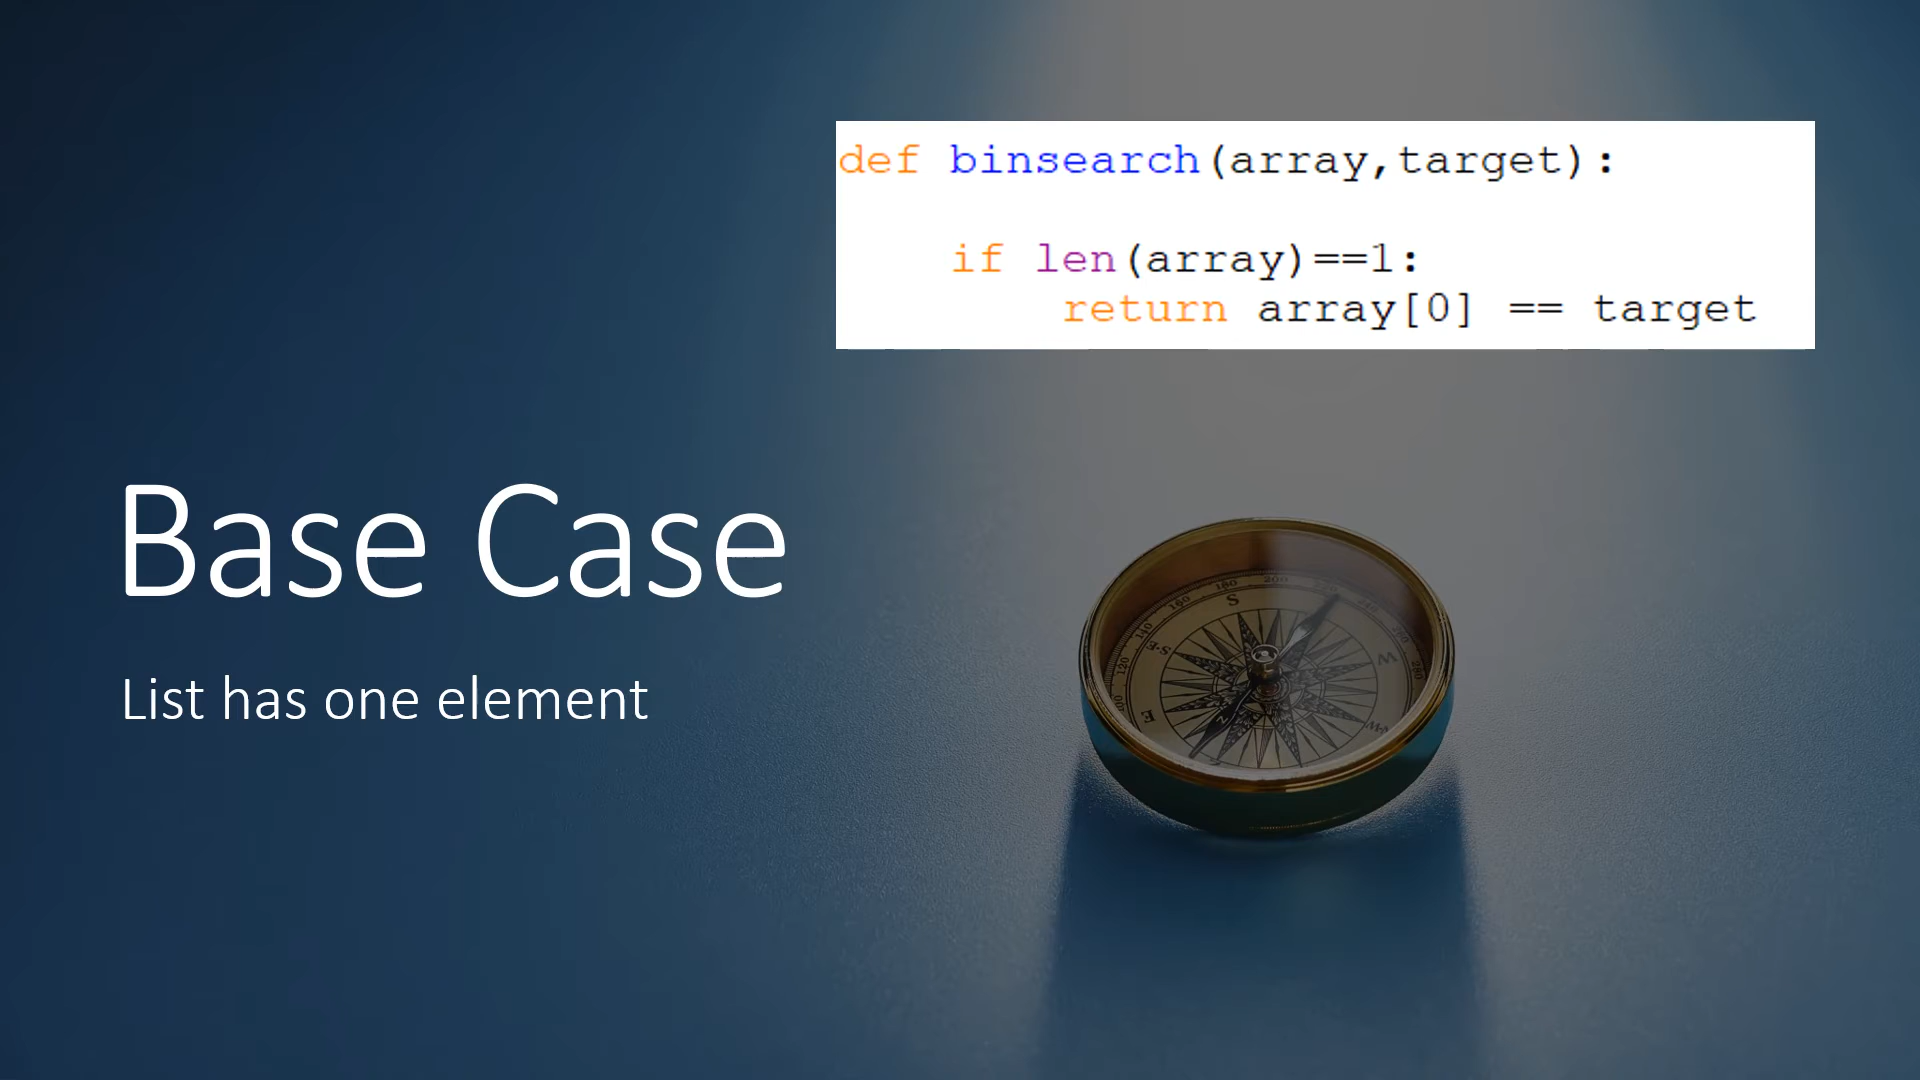 def binsearch(array,target):
if len(array)==1:
return array[0] == target
Base Case
List has one element
S
W
E